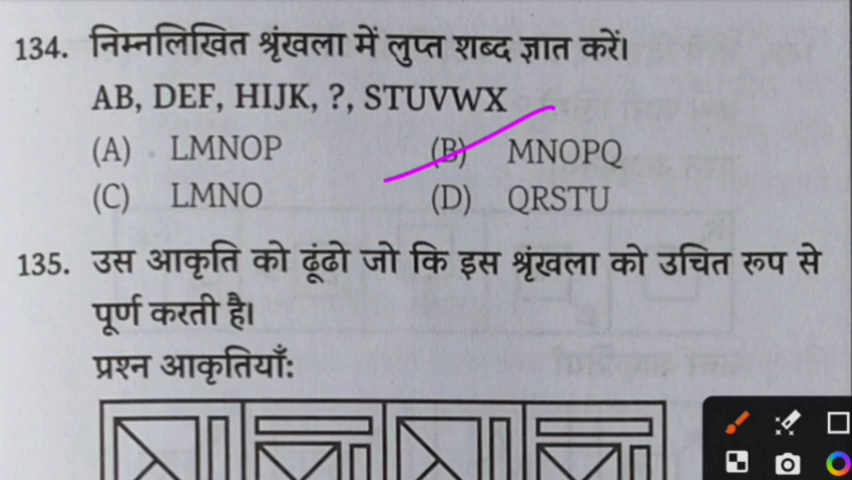 134. निम्नलिखित श्रृंखला में लुप्त शब्द ज्ञात करें।
AB, DEF, HIJK, ?, STUVWX
(A) LMNOP (B) MNOPQ
(C) LMNO (D) QRSTU
135. उस आकृति को ढूंढो जो कि इस श्रृंखला को उचित रूप से
पूर्ण करती है।
प्रश्न आकृतियाँ: